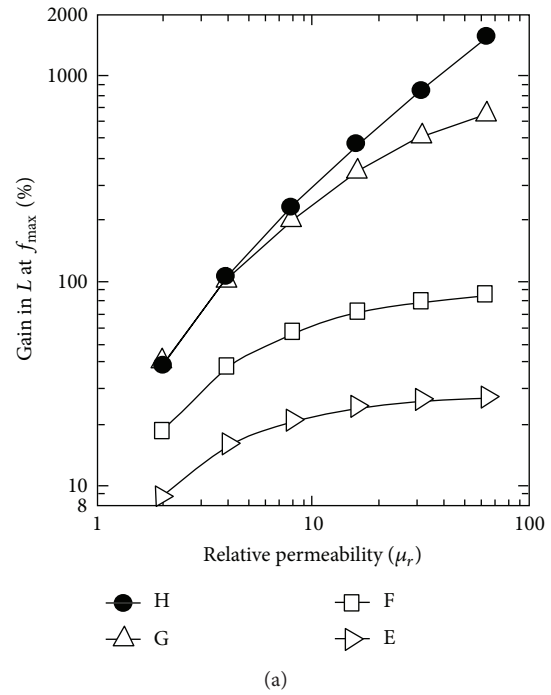 2000
1000
100
10
8
Gain in L at f_max (%)
1
10
100
Relative permeability (μ_r)
H
F
G
E
(a)